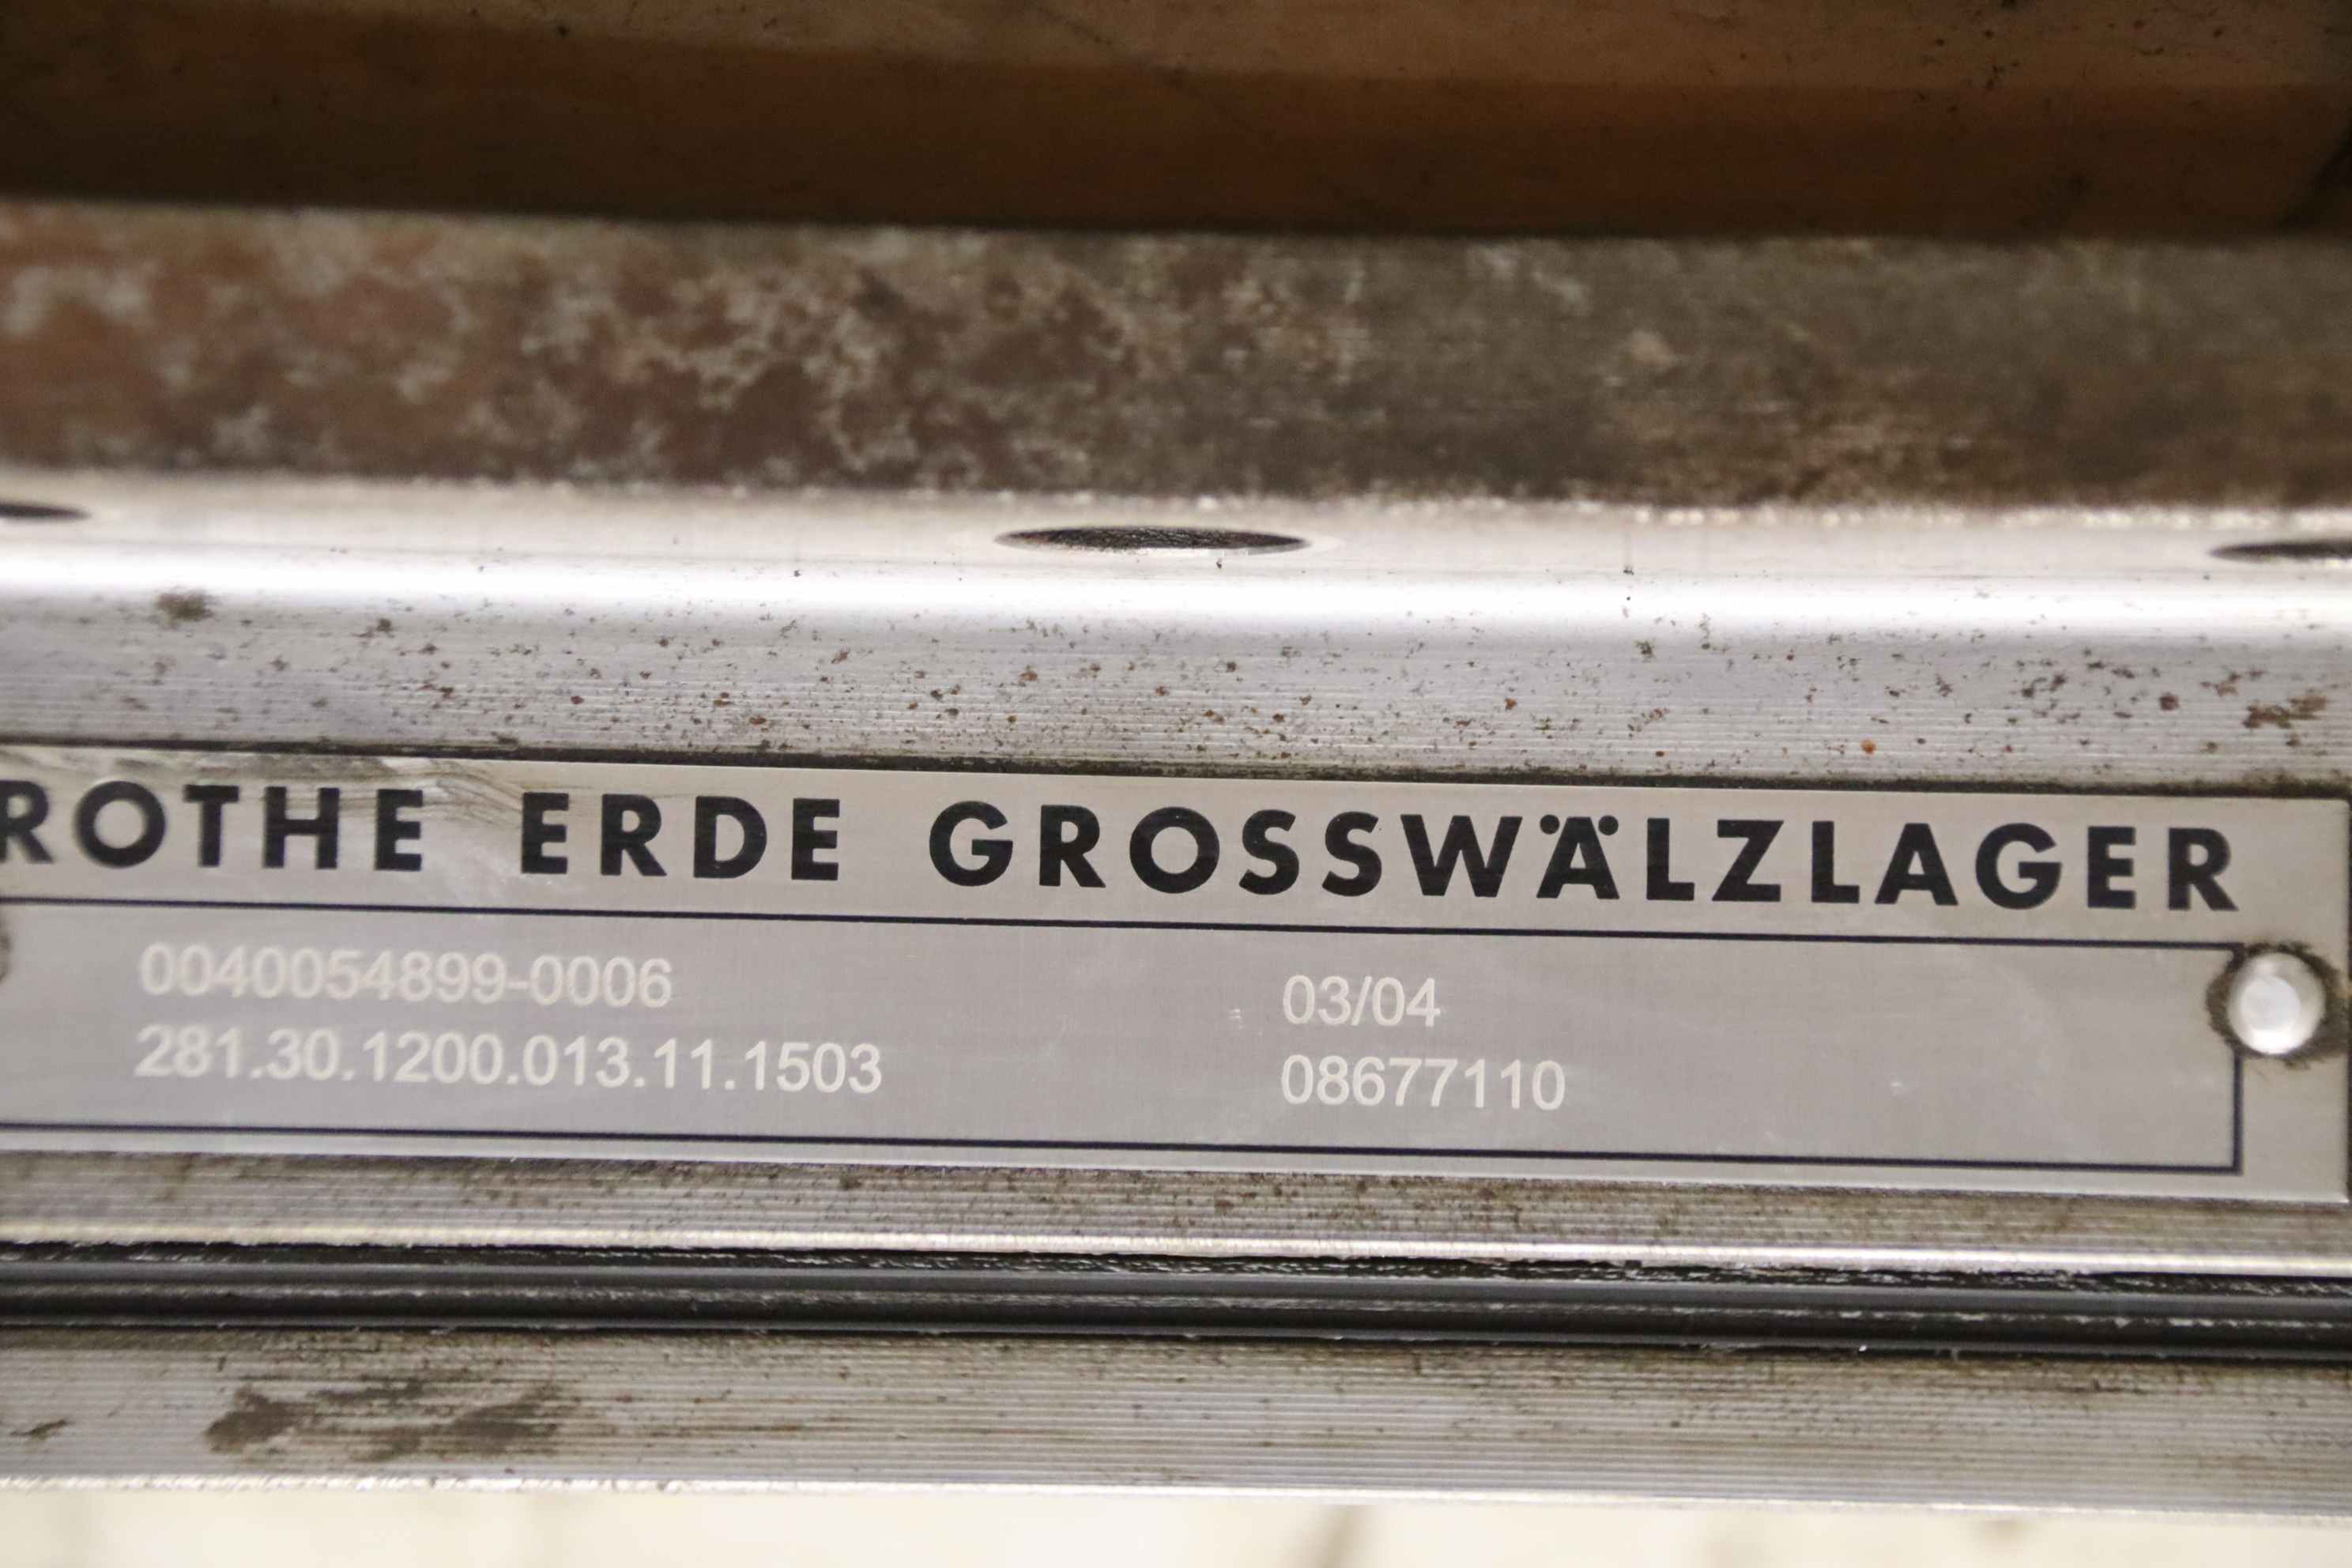 ROTHE ERDE GROSSWÄLZLAGER
0040054899-0006 03/04
281.30.1200.013.11.1503 08677110